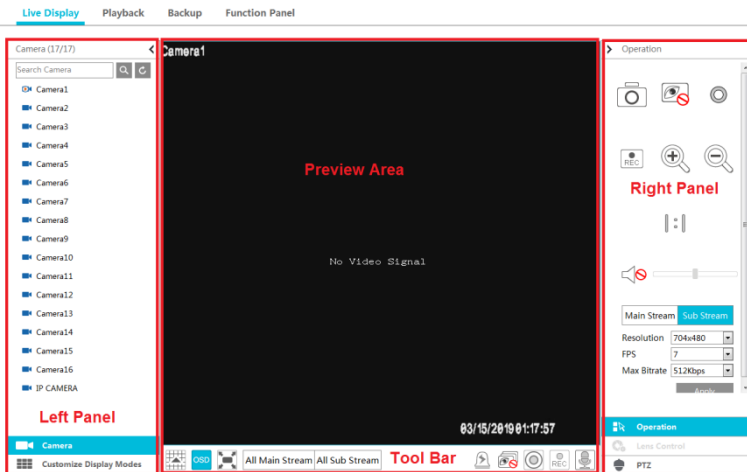 Live Display Playback Backup Function Panel
Camera (17/17)
Search Camera
Camera1
Camera2
Camera3
Camera4
Camera5
Camera6
Camera7
Camera8
Camera9
Camera10
Camera11
Camera12
Camera13
Camera14
Camera15
Camera16
IP CAMERA
Left Panel
Camera
Customize Display Modes
Camera1
Preview Area
No Video Signal
03/15/2019 01:17:57
OSD All Main Stream All Sub Stream Tool Bar REC
Operation
REC
Right Panel
1:1
Main Stream Sub Stream
Resolution 704x480
FPS 7
Max Bitrate 512Kbps
Apply
Operation
Lens Control
PTZ